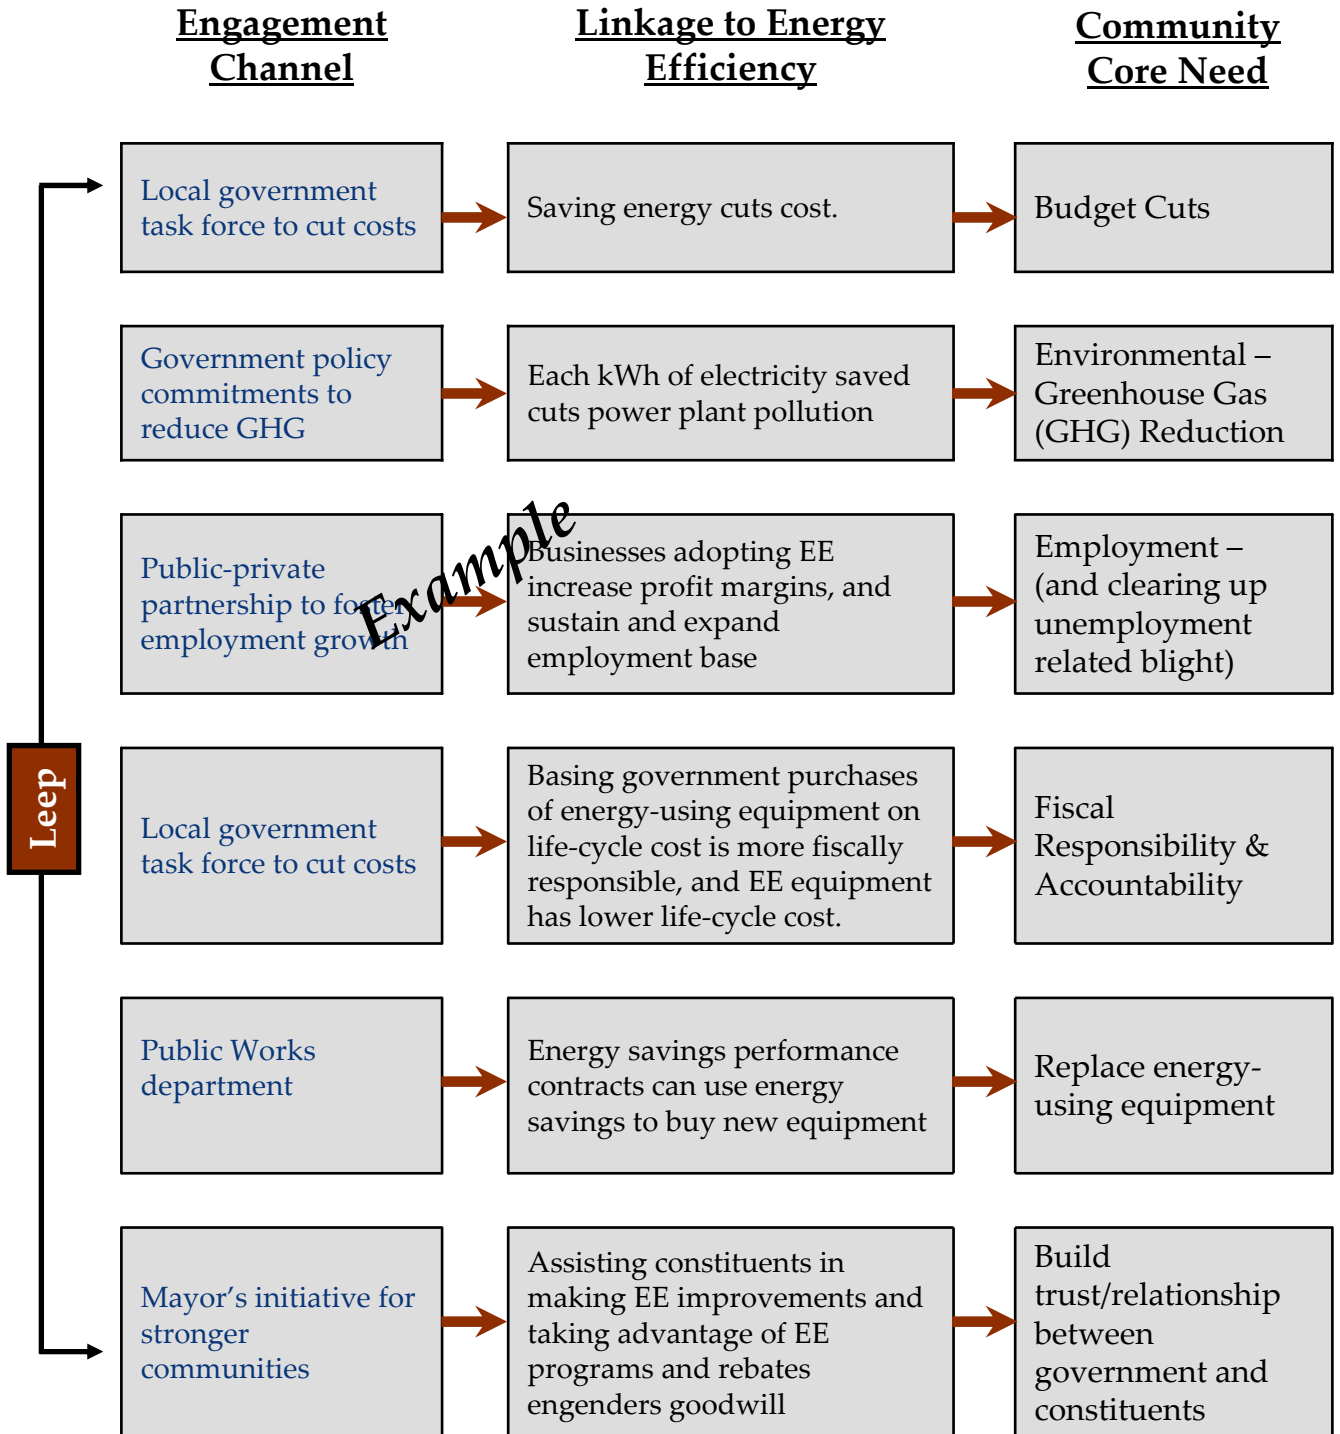 Engagement
Channel
Linkage to Energy
Efficiency
Community
Core Need
Local government
task force to cut costs
Saving energy cuts cost.
Budget Cuts
Government policy
commitments to
reduce GHG
Each kWh of electricity saved
cuts power plant pollution
Environmental –
Greenhouse Gas
(GHG) Reduction
Public-private
partnership to foster
employment growth
Example
Businesses adopting EE
increase profit margins, and
sustain and expand
employment base
Employment –
(and clearing up
unemployment
related blight)
Leep
Local government
task force to cut costs
Basing government purchases
of energy-using equipment on
life-cycle cost is more fiscally
responsible, and EE equipment
has lower life-cycle cost.
Fiscal
Responsibility &
Accountability
Public Works
department
Energy savings performance
contracts can use energy
savings to buy new equipment
Replace energy-
using equipment
Mayor’s initiative for
stronger
communities
Assisting constituents in
making EE improvements and
taking advantage of EE
programs and rebates
engenders goodwill
Build
trust/relationship
between
government and
constituents